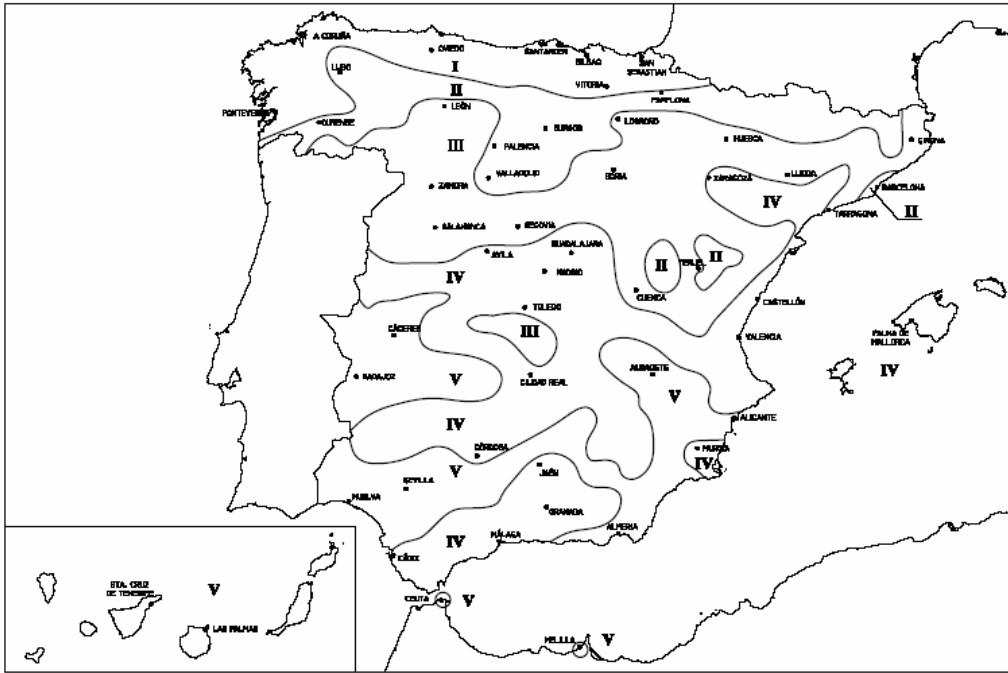 A CORUÑA
OVIEDO
SANTANDER
BILBAO
SAN
SEBASTIAN
LUGO
I
VITORIA
II
PAMPLONA
LEÓN
PONTEVEDRA
OURENSE
LOGROÑO
BURGOS
HUESCA
GIRONA
III
PALENCIA
VALLADOLID
SORIA
ZARAGOZA
LLEIDA
ZAMORA
BARCELONA
IV
TARRAGONA
II
SALAMANCA
SEGOVIA
GUADALAJARA
AVILA
II
II
TERUEL
IV
MADRID
CUENCA
CASTELLÓN
TOLEDO
CÁCERES
III
VALENCIA
PALMA DE
MALLORCA
IV
BADAJOZ
V
CIUDAD REAL
ALBACETE
V
IV
ALICANTE
CÓRDOBA
MURCIA
IV
V
JAÉN
SEVILLA
HUELVA
GRANADA
ALMERIA
IV
MÁLAGA
CÁDIZ
STA. CRUZ
DE TENERIFE
V
CEUTA
V
LAS PALMAS
MELILLA
V